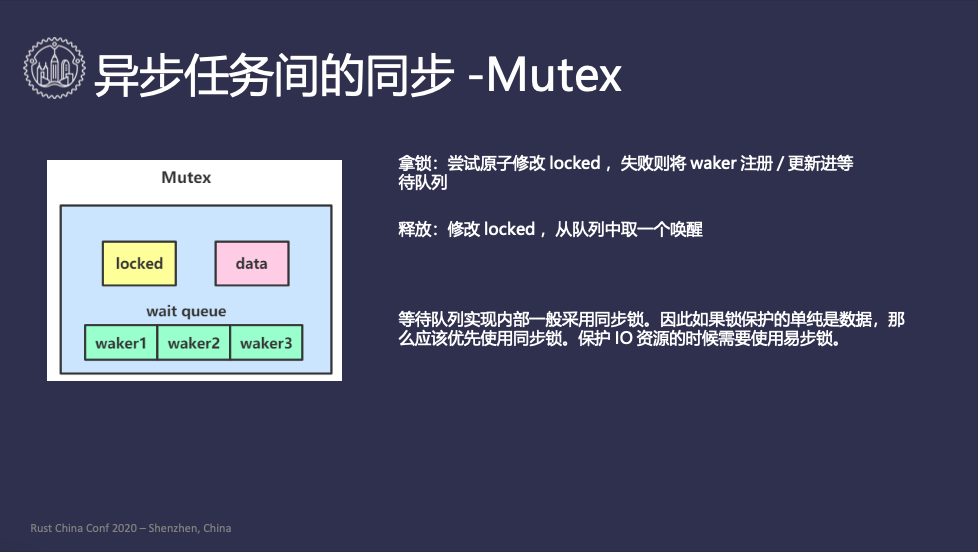 异步任务间的同步 -Mutex
Mutex
locked
data
wait queue
waker1
waker2
waker3
拿锁：尝试原子修改 locked ，失败则将 waker 注册 / 更新进等
待队列
释放：修改 locked ，从队列中取一个唤醒
等待队列实现内部一般采用同步锁。因此如果锁保护的单纯是数据，那
么应该优先使用同步锁。保护 IO 资源的时候需要使用易步锁。
Rust China Conf 2020 – Shenzhen, China